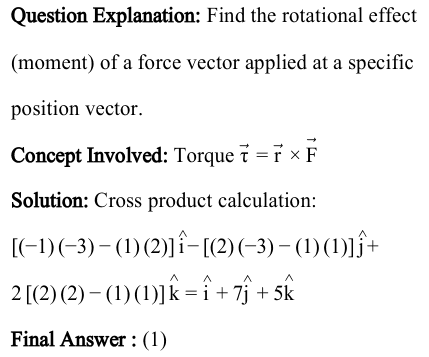 Question Explanation: Find the rotational effect
(moment) of a force vector applied at a specific
position vector.
Concept Involved: Torque τ⃗ = r⃗ × F⃗
Solution: Cross product calculation:
[(−1)(−3) − (1)(2)]î − [(2)(−3) − (1)(1)]ĵ +
2[(2)(2) − (1)(1)]k̂ = î + 7ĵ + 5k̂
Final Answer : (1)